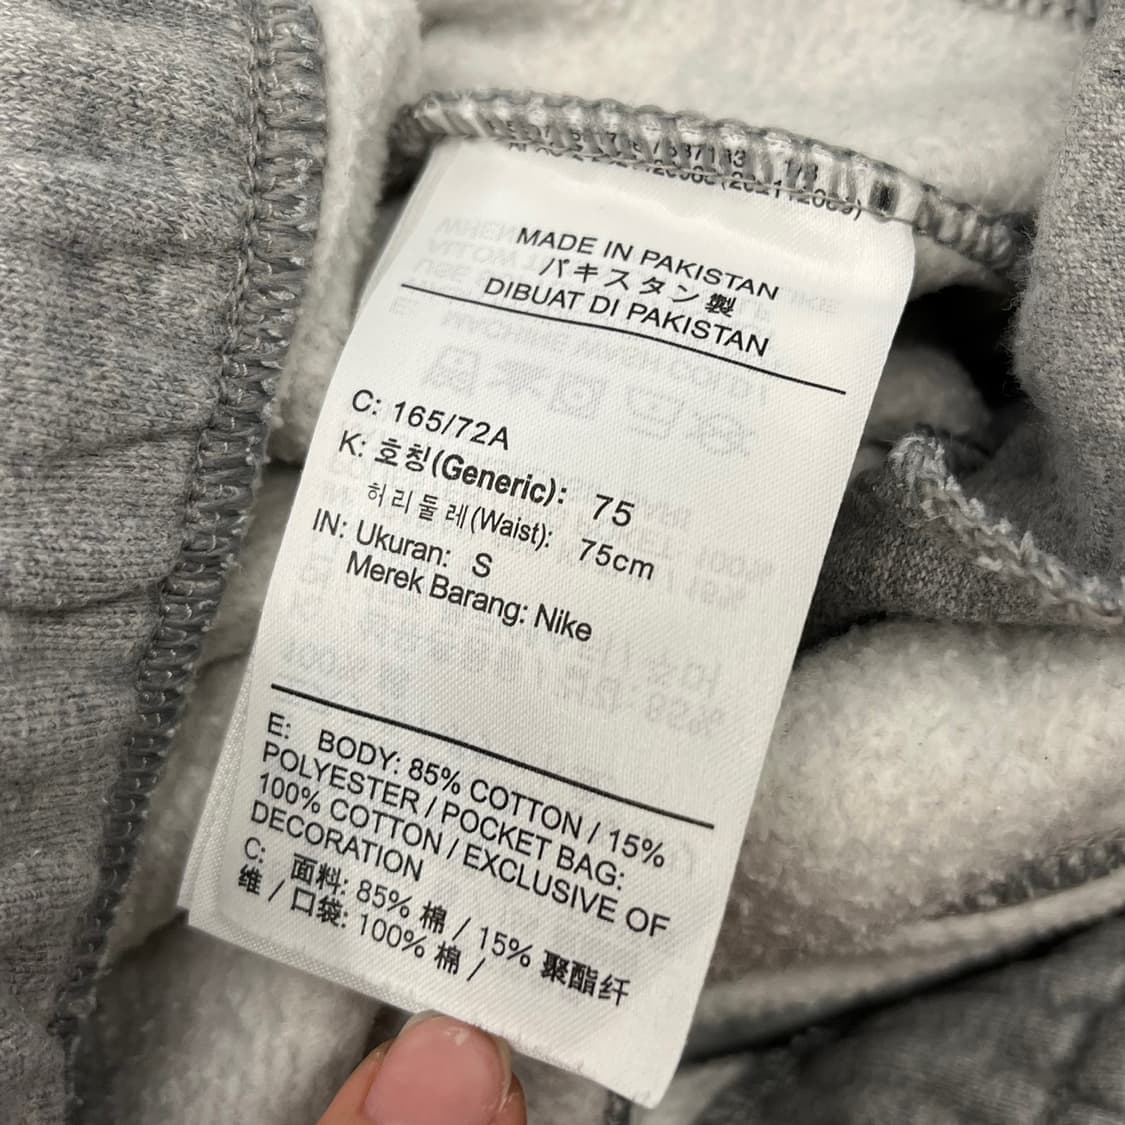 MADE IN PAKISTAN
パキスタン製
DIBUAT DI PAKISTAN
C: 165/72A
K: 호칭(Generic): 75
허리둘레(Waist): 75cm
IN: Ukuran: S
Merek Barang: Nike
E: BODY: 85% COTTON / 15%
POLYESTER / POCKET BAG:
100% COTTON / EXCLUSIVE OF
DECORATION
C: 面料: 85% 棉 / 15% 聚酯纤
维 / 口袋: 100% 棉 /